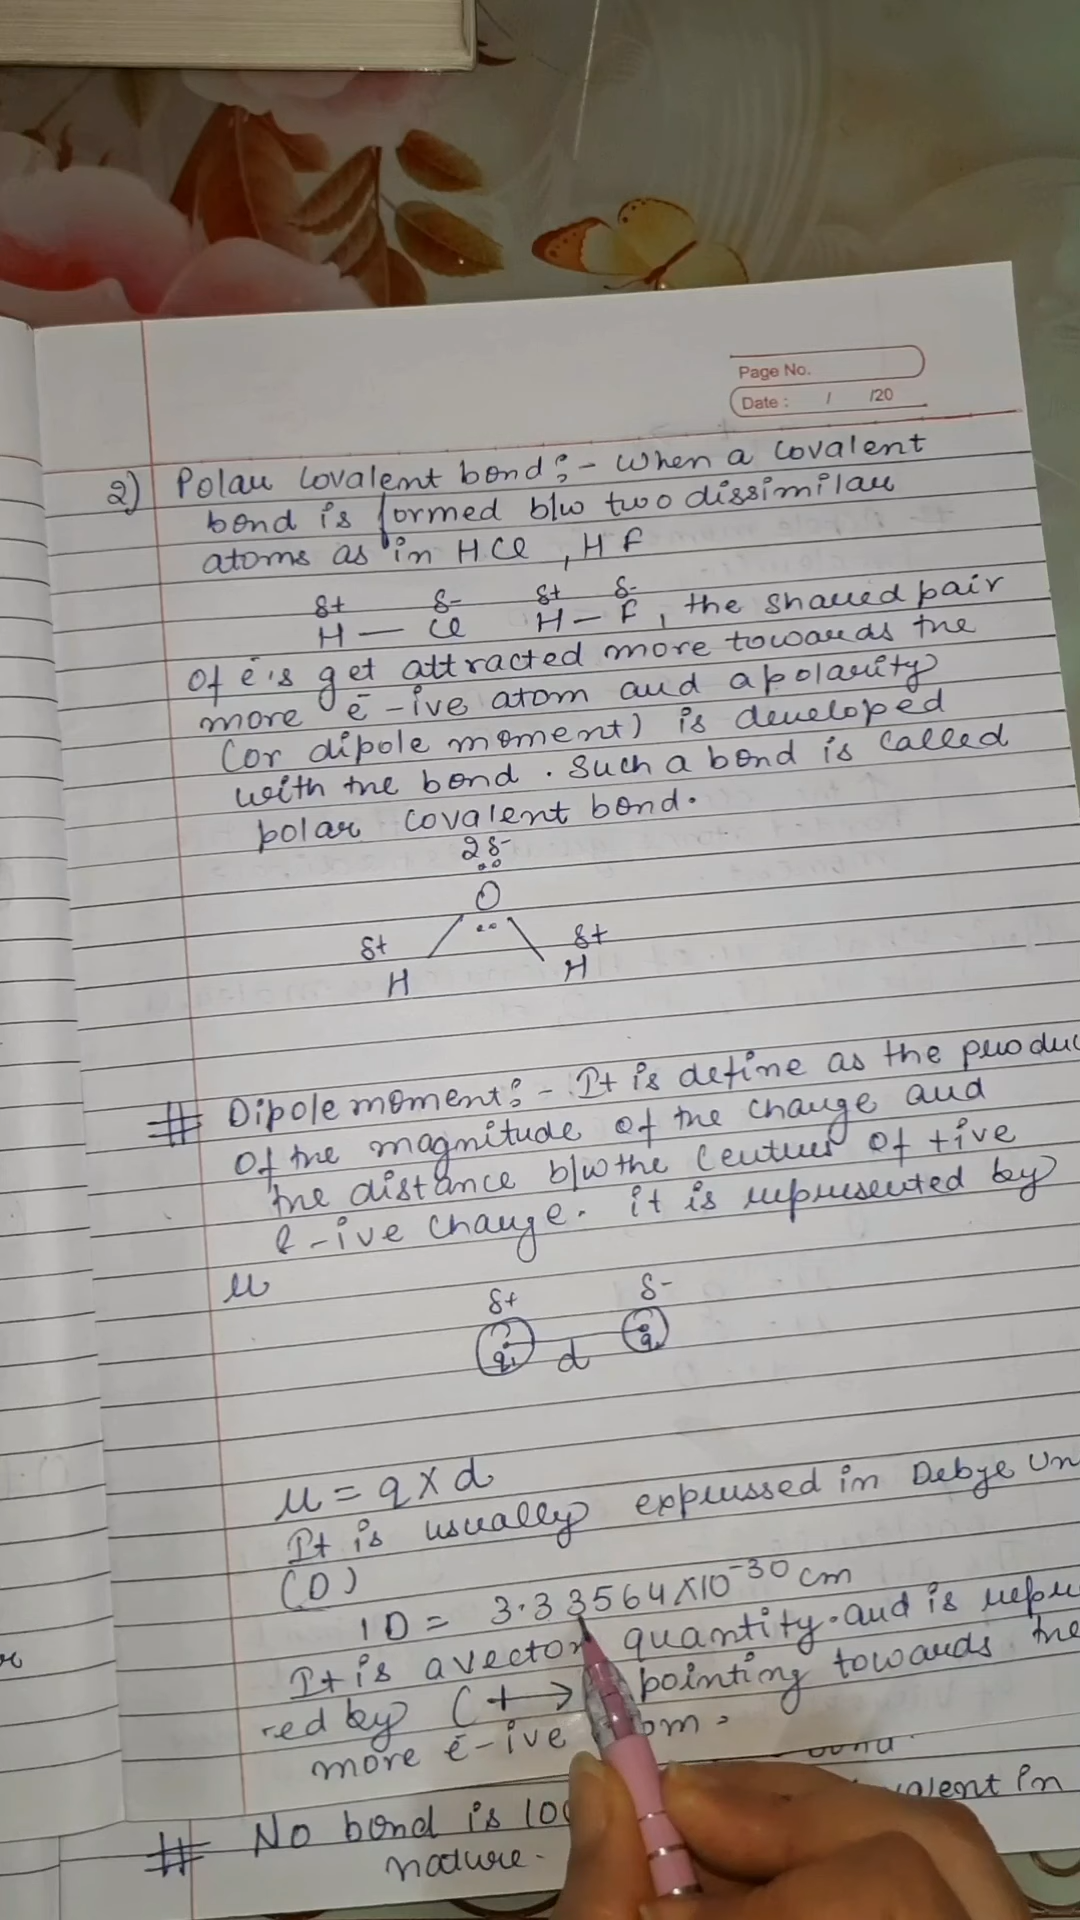 Page No.
Date : / /20
2) Polar Covalent bond :- When a covalent
bond is formed b/w two dissimilar
atoms as in HCl , HF
δ+ δ- δ+ δ-
H — Cl H — F, the shared pair
of e's get attracted more towards the
more e-ive atom and a polarity
(or dipole moment) is developed
with the bond . Such a bond is called
polar covalent bond.
2δ-
O
δ+ δ+
H H
# Dipole moment :- It is define as the produc
of the magnitude of the charge and
the distance b/w the Centres of +ive
& -ive charge. it is represented by
μ
δ+ δ-
q d q
μ = q x d
It is usually expressed in Debye Un
(D)
1D = 3.33564 x 10-30 cm
It is a vector quantity. and is repre
red by (+→ pointing towards the
more e-ive
# No bond is
in
nature.